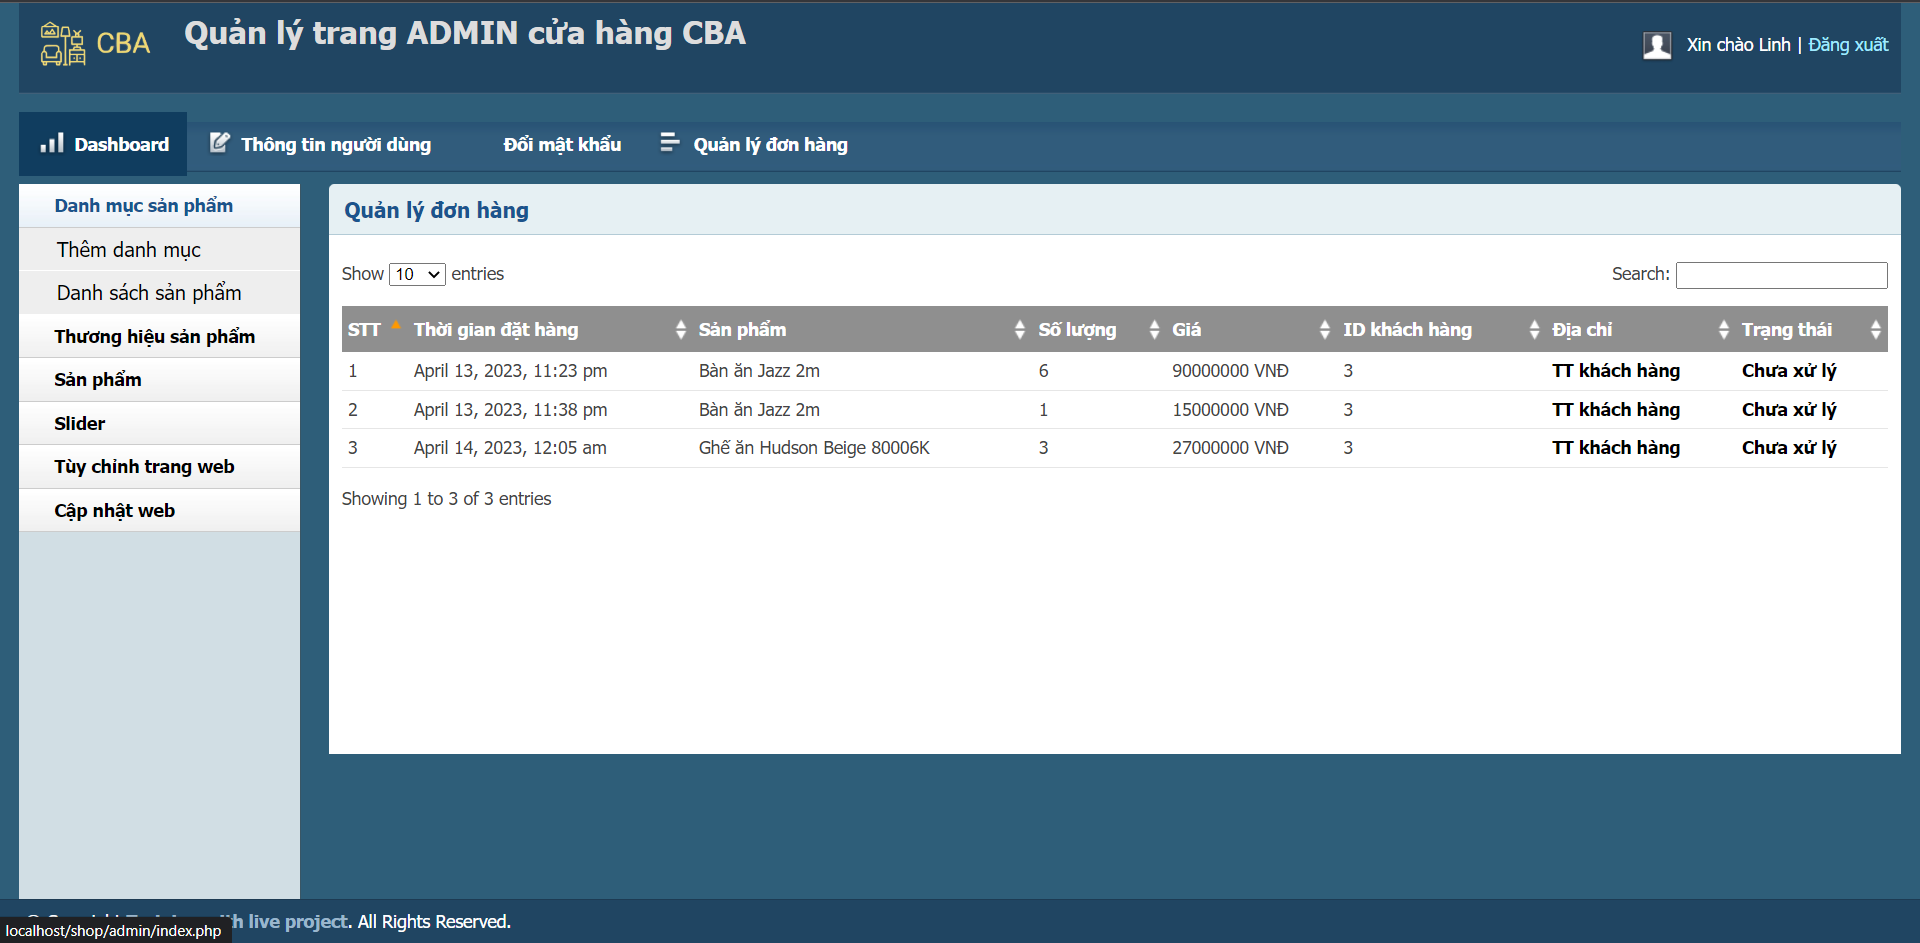 CBA
Quản lý trang ADMIN cửa hàng CBA
Xin chào Linh | Đăng xuất
Dashboard
Thông tin người dùng
Đổi mật khẩu
Quản lý đơn hàng
Danh mục sản phẩm
Thêm danh mục
Danh sách sản phẩm
Thương hiệu sản phẩm
Sản phẩm
Slider
Tùy chỉnh trang web
Cập nhật web
Quản lý đơn hàng
Show 10 entries
Search:
STT Thời gian đặt hàng Sản phẩm Số lượng Giá ID khách hàng Địa chỉ Trạng thái
1 April 13, 2023, 11:23 pm Bàn ăn Jazz 2m 6 90000000 VNĐ 3 TT khách hàng Chưa xử lý
2 April 13, 2023, 11:38 pm Bàn ăn Jazz 2m 1 15000000 VNĐ 3 TT khách hàng Chưa xử lý
3 April 14, 2023, 12:05 am Ghế ăn Hudson Beige 80006K 3 27000000 VNĐ 3 TT khách hàng Chưa xử lý
Showing 1 to 3 of 3 entries
live project. All Rights Reserved.
localhost/shop/admin/index.php